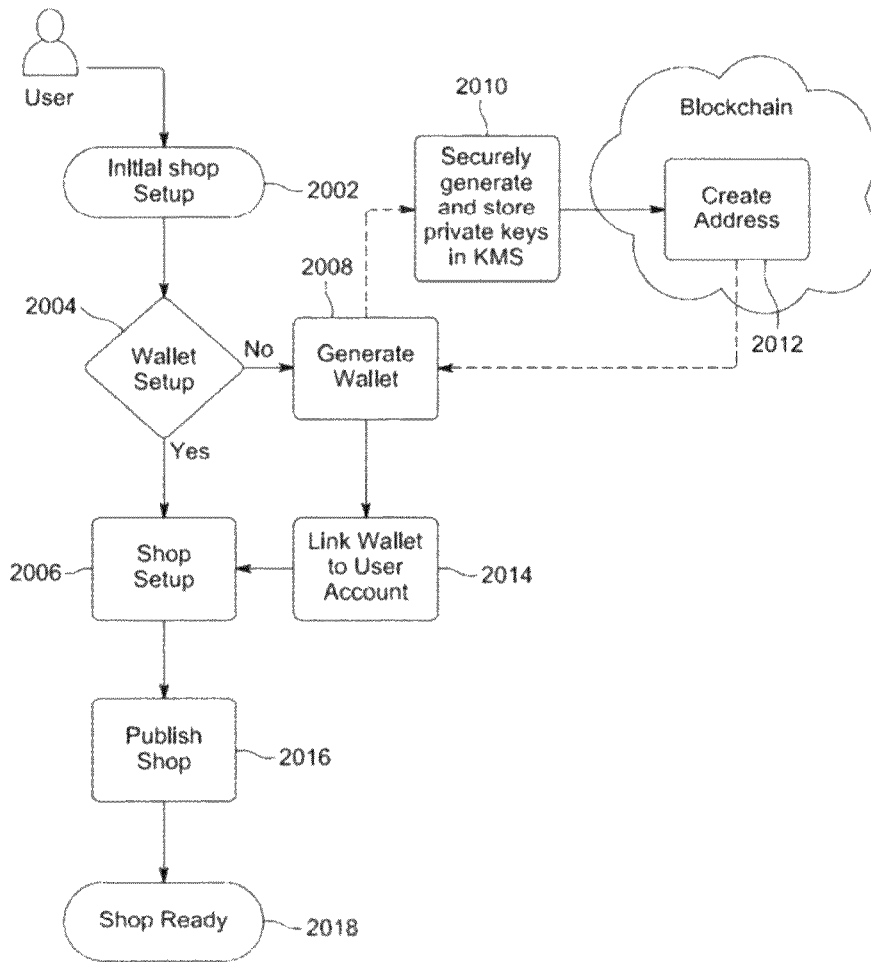 User
Initial shop
Setup
2002
2010
Securely
generate
and store
private keys
in KMS
Blockchain
Create
Address
2012
2004
Wallet
Setup
No
Yes
2008
Generate
Wallet
Shop
Setup
2006
Link Wallet
to User
Account
2014
Publish
Shop
2016
Shop Ready
2018